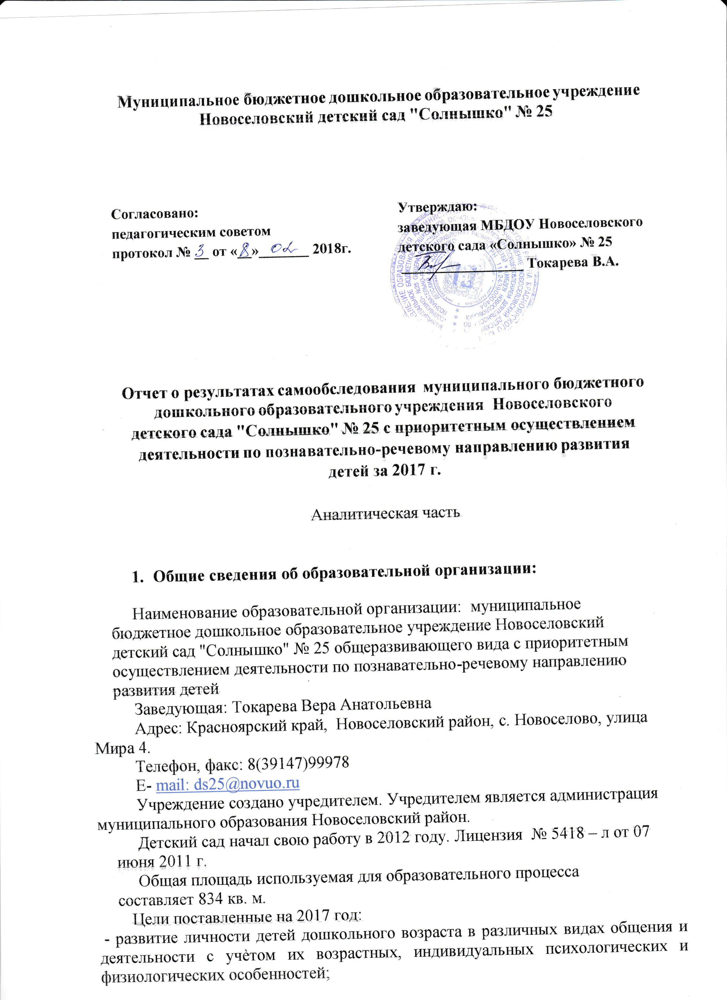 Муниципальное бюджетное дошкольное образовательное учреждение
Новоселовский детский сад "Солнышко" № 25
Согласовано:
педагогическим советом
протокол № 3 от «8» 02 2018г.
Утверждаю:
заведующая МБДОУ Новоселовского
детского сада «Солнышко» № 25
Токарева В.А.
Отчет о результатах самообследования муниципального бюджетного
дошкольного образовательного учреждения Новоселовского
детского сада "Солнышко" № 25 с приоритетным осуществлением
деятельности по познавательно-речевому направлению развития
детей за 2017 г.
Аналитическая часть
1. Общие сведения об образовательной организации:
Наименование образовательной организации: муниципальное
бюджетное дошкольное образовательное учреждение Новоселовский
детский сад "Солнышко" № 25 общеразвивающего вида с приоритетным
осуществлением деятельности по познавательно-речевому направлению
развития детей
Заведующая: Токарева Вера Анатольевна
Адрес: Красноярский край, Новоселовский район, с. Новоселово, улица
Мира 4.
Телефон, факс: 8(39147)99978
E- mail: ds25@novuo.ru
Учреждение создано учредителем. Учредителем является администрация
муниципального образования Новоселовский район.
Детский сад начал свою работу в 2012 году. Лицензия № 5418 – л от 07
июня 2011 г.
Общая площадь используемая для образовательного процесса
составляет 834 кв. м.
Цели поставленные на 2017 год:
- развитие личности детей дошкольного возраста в различных видах общения и
деятельности с учѐтом их возрастных, индивидуальных психологических и
физиологических особенностей;